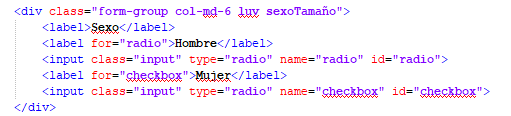 <div class="form-group col-md-6 luv sexoTamaño">
<label>Sexo</label>
<label for="radio">Hombre</label>
<input class="input" type="radio" name="radio" id="radio">
<label for="checkbox">Mujer</label>
<input class="input" type="radio" name="checkbox" id="checkbox">
</div>